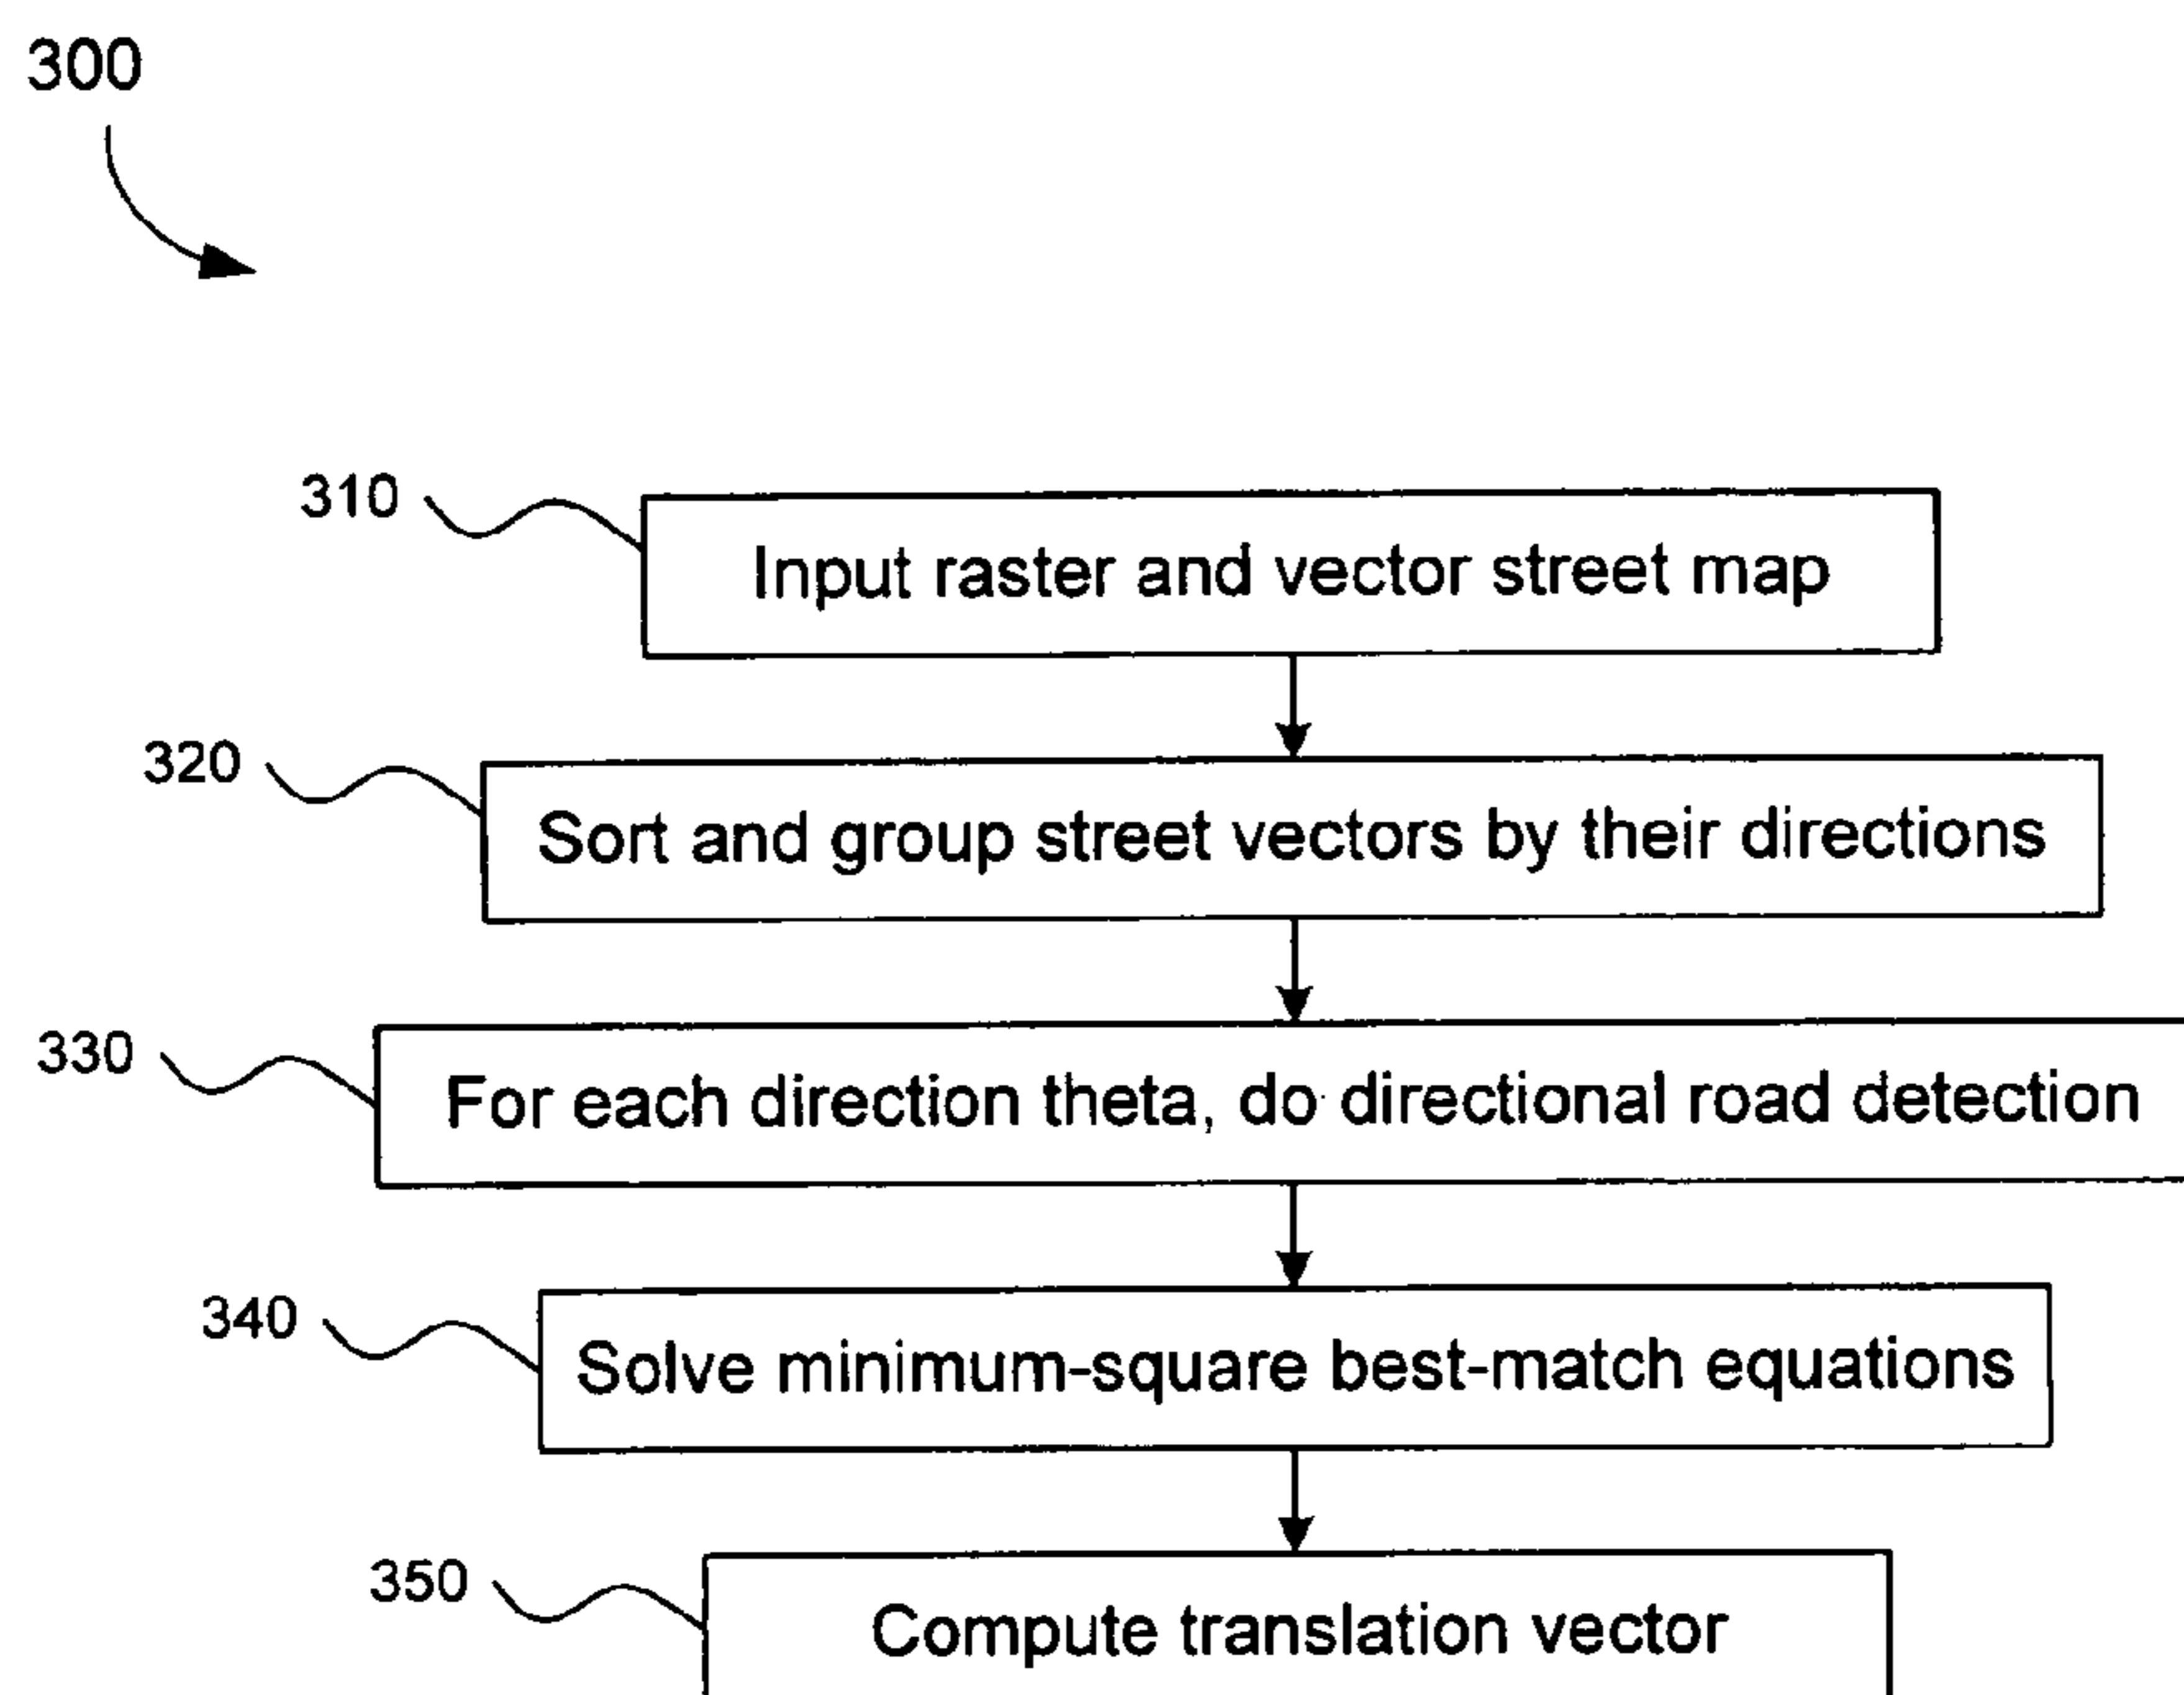 300
310
Input raster and vector street map
320
Sort and group street vectors by their directions
330
For each direction theta, do directional road detection
340
Solve minimum-square best-match equations
350
Compute translation vector